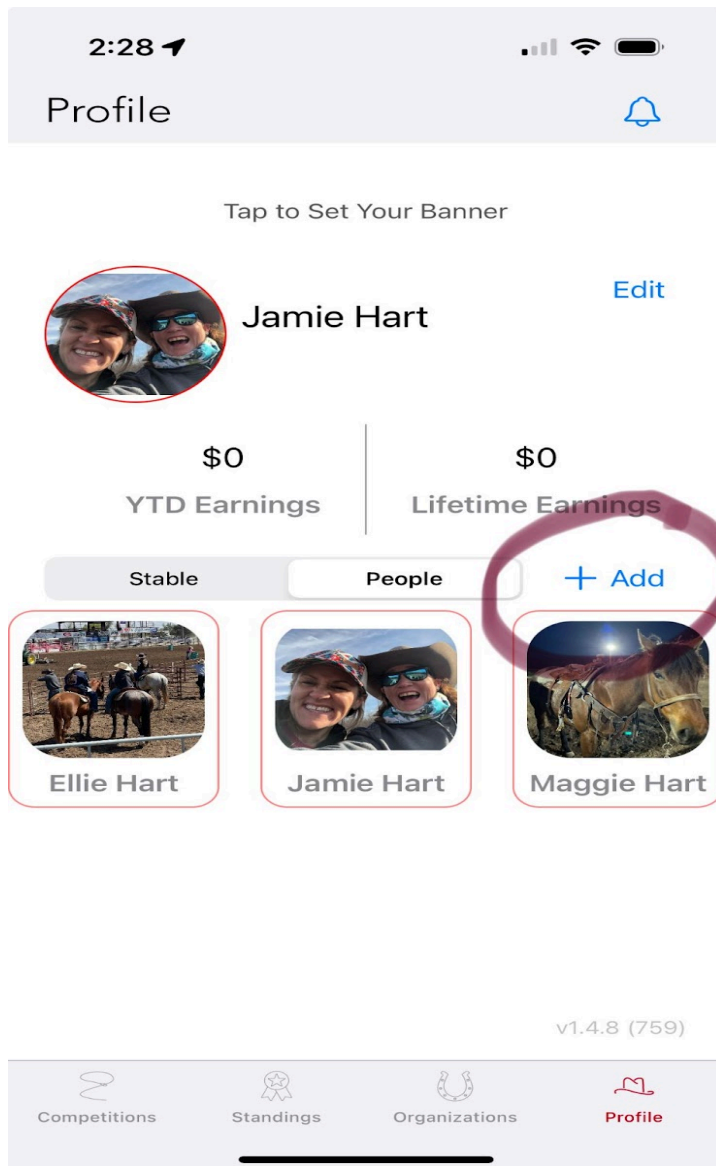 2:28
Profile
Tap to Set Your Banner
Edit
Jamie Hart
$0 $0
YTD Earnings Lifetime Earnings
Stable People + Add
Ellie Hart Jamie Hart Maggie Hart
v1.4.8 (759)
Competitions Standings Organizations Profile